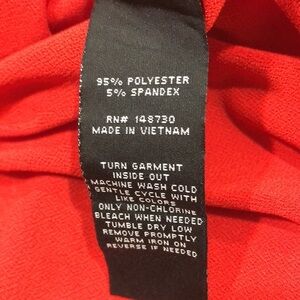 95% POLYESTER
5% SPANDEX
RN# 148730
MADE IN VIETNAM
TURN GARMENT
INSIDE OUT
MACHINE WASH COLD
GENTLE CYCLE WITH
LIKE COLORS
ONLY NON-CHLORINE
BLEACH WHEN NEEDED
TUMBLE DRY LOW
REMOVE PROMPTLY
WARM IRON ON
REVERSE IF NEEDED